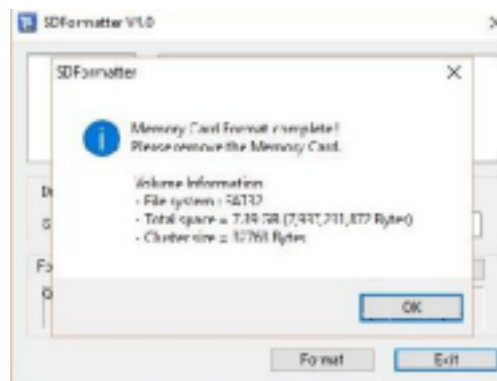 SDFormatter V1.0
SDFormatter
Memory Card Format complete!
Please remove the Memory Card.
Volume Information
- File system : FAT32
- Total space = 7.39 GB (7,937,231,872 Bytes)
- Cluster size = 32768 Bytes
OK
Format
Exit